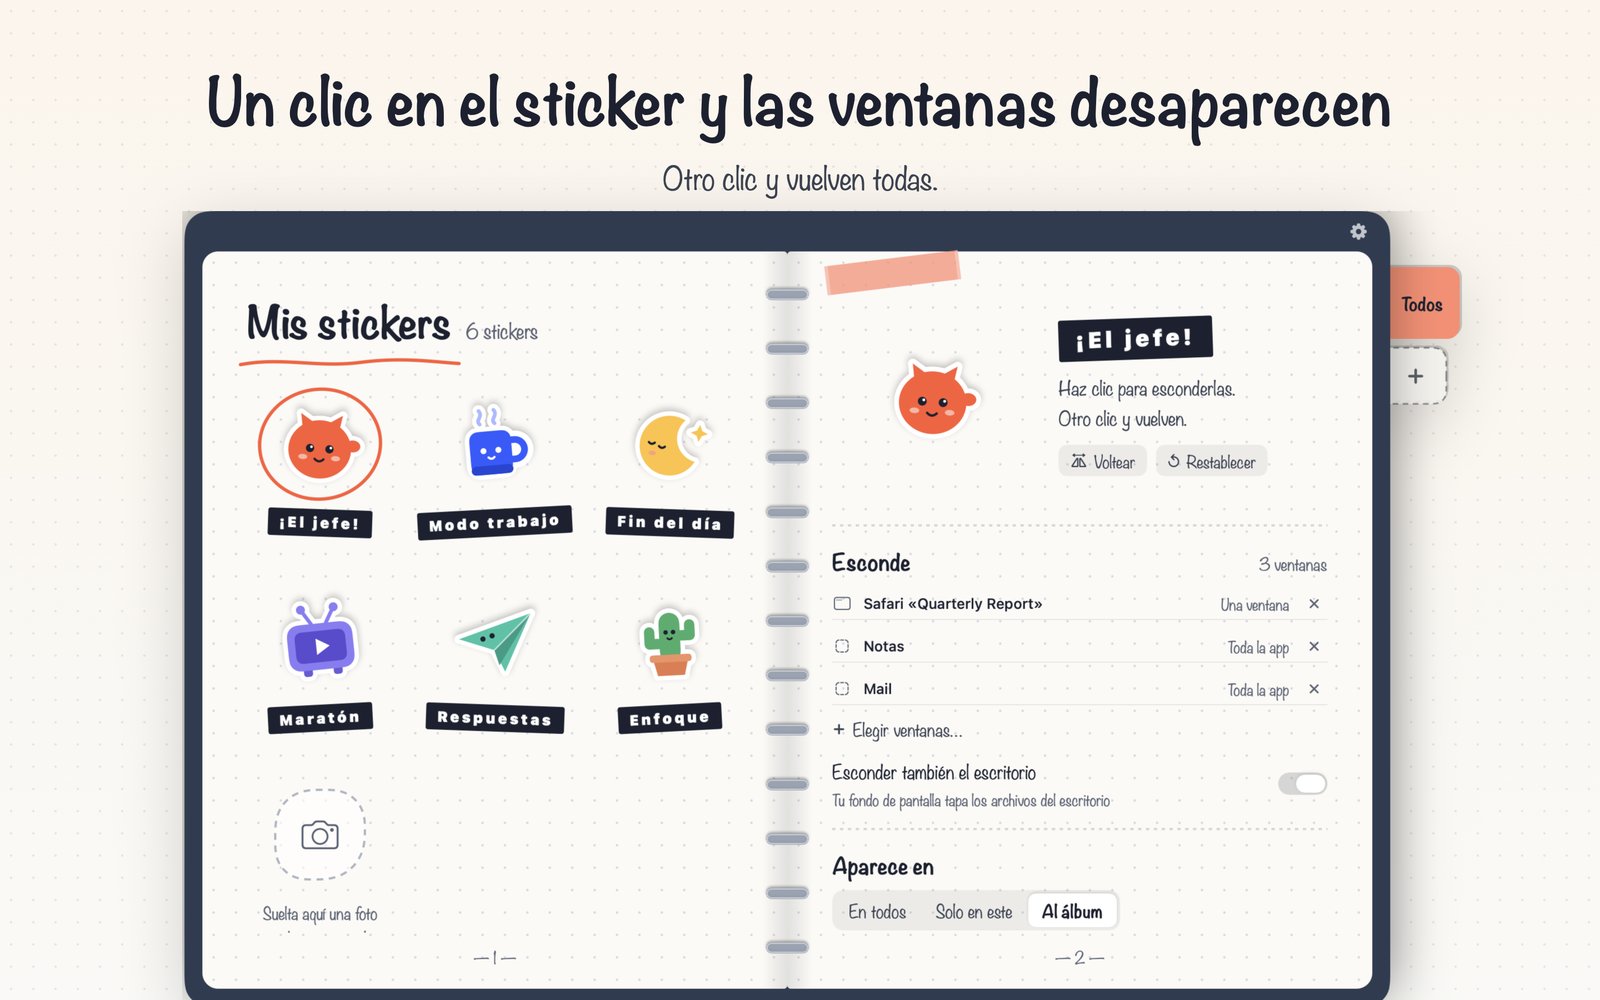 Un clic en el sticker y las ventanas desaparecen
Otro clic y vuelven todas.
Mis stickers 6 stickers
¡El jefe!
Modo trabajo
Fin del día
Maratón
Respuestas
Enfoque
Suelta aquí una foto
—1—
¡El jefe!
Haz clic para esconderlas.
Otro clic y vuelven.
Voltear
Restablecer
Esconde
3 ventanas
Safari «Quarterly Report»
Una ventana
Notas
Toda la app
Mail
Toda la app
+ Elegir ventanas...
Esconder también el escritorio
Tu fondo de pantalla tapa los archivos del escritorio
Aparece en
En todos
Solo en este
Al álbum
—2—
Todos
+